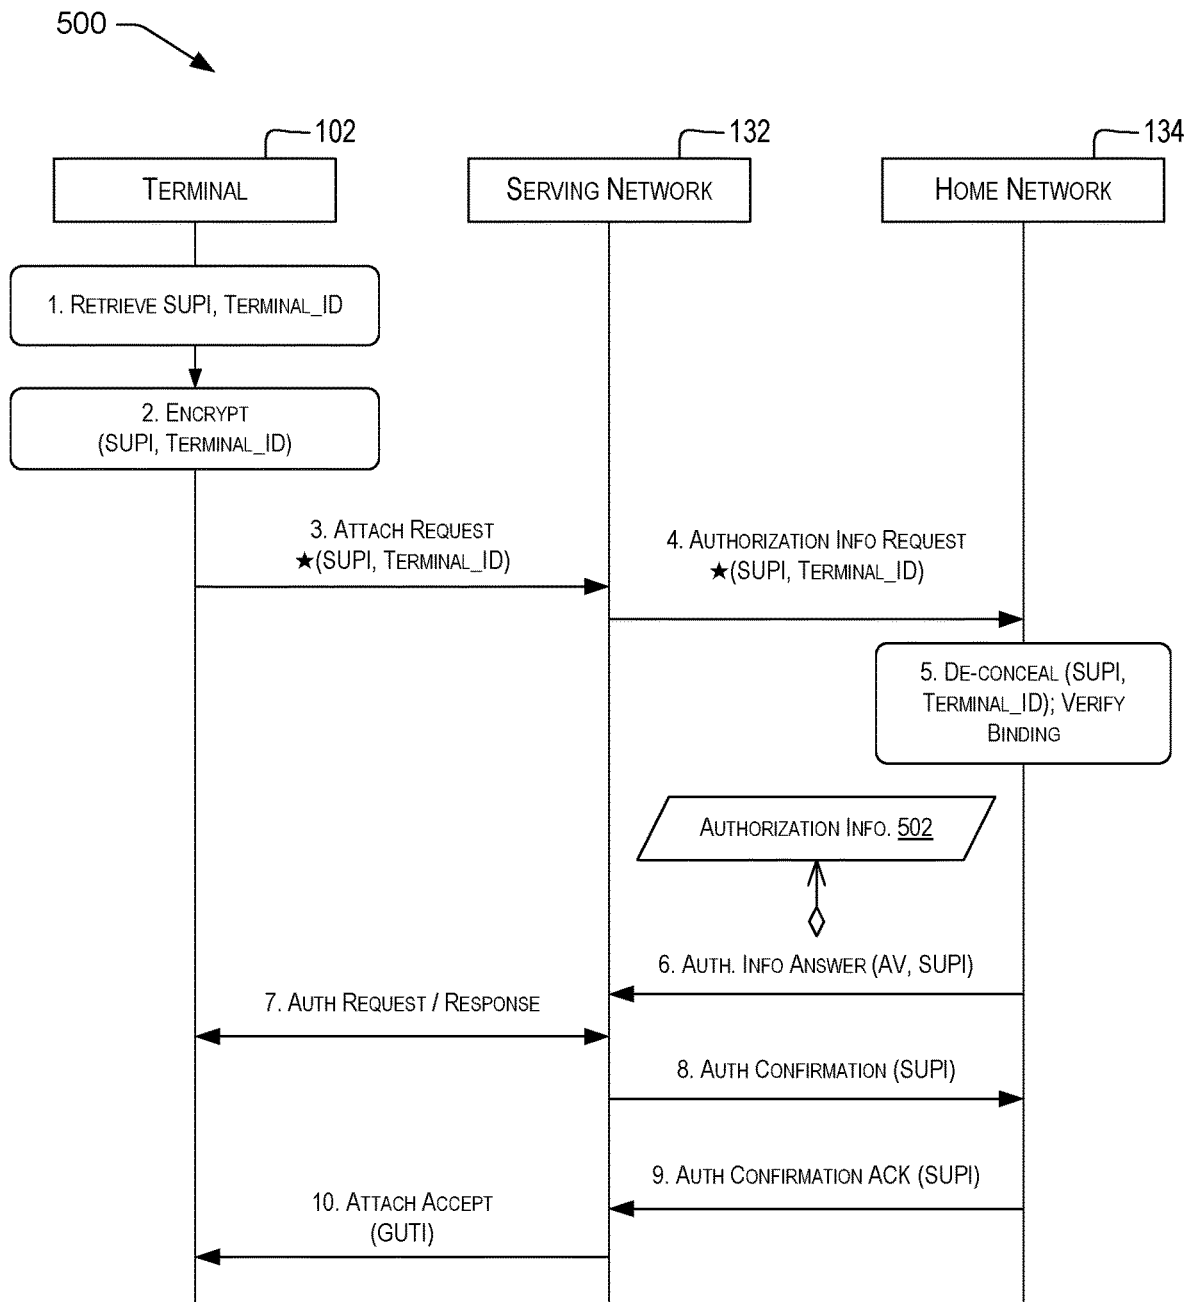 500
102
132
134
TERMINAL
SERVING NETWORK
HOME NETWORK
1. RETRIEVE SUPI, TERMINAL_ID
2. ENCRYPT
(SUPI, TERMINAL_ID)
3. ATTACH REQUEST
★(SUPI, TERMINAL_ID)
4. AUTHORIZATION INFO REQUEST
★(SUPI, TERMINAL_ID)
5. DE-CONCEAL (SUPI,
TERMINAL_ID); VERIFY
BINDING
AUTHORIZATION INFO. 502
6. AUTH. INFO ANSWER (AV, SUPI)
7. AUTH REQUEST / RESPONSE
8. AUTH CONFIRMATION (SUPI)
9. AUTH CONFIRMATION ACK (SUPI)
10. ATTACH ACCEPT
(GUTI)